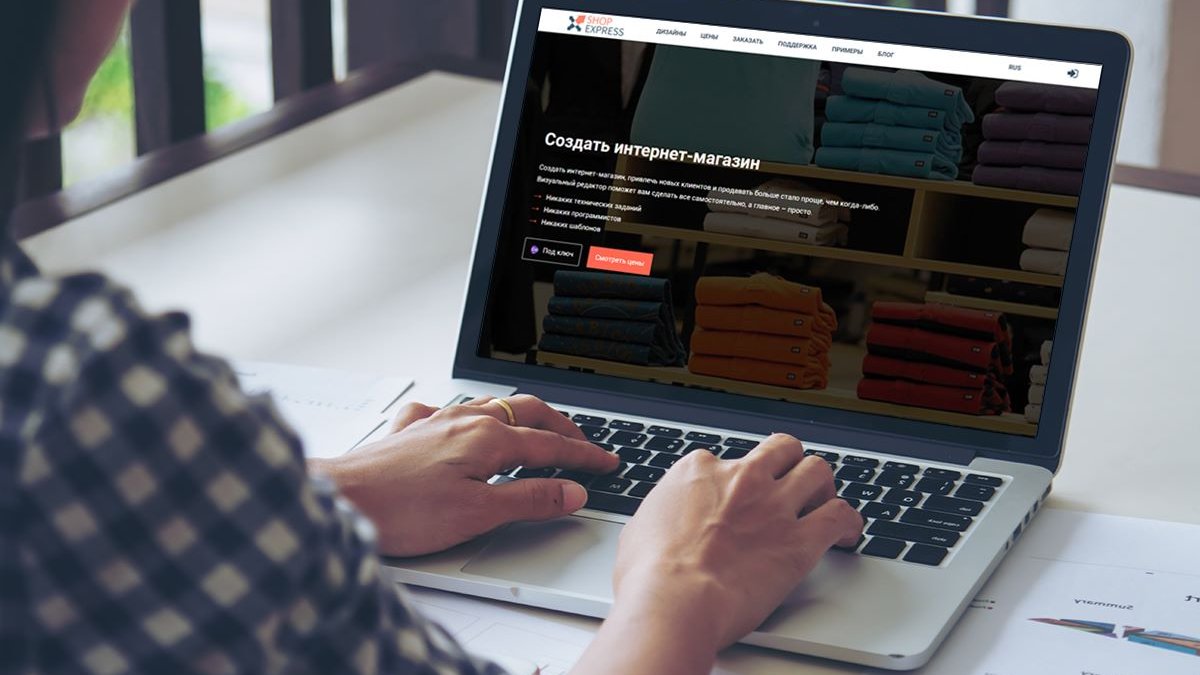 SHOP
EXPRESS
ДИЗАЙНЫ ЦЕНЫ ЗАКАЗАТЬ ПОДДЕРЖКА ПРИМЕРЫ БЛОГ RUS
Создать интернет-магазин
Создать интернет-магазин, привлечь новых клиентов и продавать больше стало проще, чем когда-либо.
Визуальный редактор поможет вам сделать все самостоятельно, а главное – просто.
Никаких технических заданий
Никаких программистов
Никаких шаблонов
Под ключ Смотреть цены
Summary